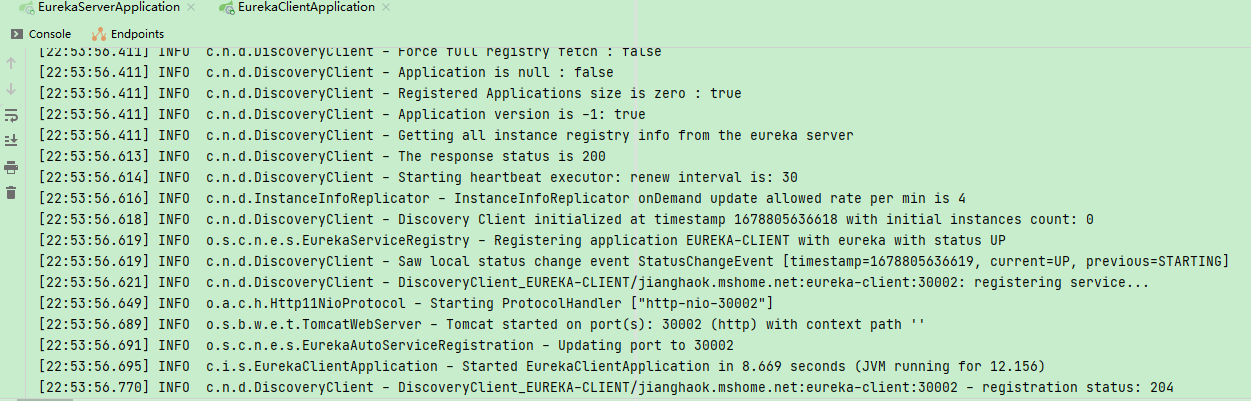 EurekaServerApplication × EurekaClientApplication ×
Console Endpoints
[22:53:56.411] INFO  c.n.d.DiscoveryClient - Force full registry fetch : false
[22:53:56.411] INFO  c.n.d.DiscoveryClient - Application is null : false
[22:53:56.411] INFO  c.n.d.DiscoveryClient - Registered Applications size is zero : true
[22:53:56.411] INFO  c.n.d.DiscoveryClient - Application version is -1: true
[22:53:56.411] INFO  c.n.d.DiscoveryClient - Getting all instance registry info from the eureka server
[22:53:56.613] INFO  c.n.d.DiscoveryClient - The response status is 200
[22:53:56.614] INFO  c.n.d.DiscoveryClient - Starting heartbeat executor: renew interval is: 30
[22:53:56.616] INFO  c.n.d.InstanceInfoReplicator - InstanceInfoReplicator onDemand update allowed rate per min is 4
[22:53:56.618] INFO  c.n.d.DiscoveryClient - Discovery Client initialized at timestamp 1678805636618 with initial instances count: 0
[22:53:56.619] INFO  o.s.c.n.e.s.EurekaServiceRegistry - Registering application EUREKA-CLIENT with eureka with status UP
[22:53:56.619] INFO  c.n.d.DiscoveryClient - Saw local status change event StatusChangeEvent [timestamp=1678805636619, current=UP, previous=STARTING]
[22:53:56.621] INFO  c.n.d.DiscoveryClient - DiscoveryClient_EUREKA-CLIENT/jianghaok.mshome.net:eureka-client:30002: registering service...
[22:53:56.649] INFO  o.a.c.h.Http11NioProtocol - Starting ProtocolHandler ["http-nio-30002"]
[22:53:56.689] INFO  o.s.b.w.e.t.TomcatWebServer - Tomcat started on port(s): 30002 (http) with context path ''
[22:53:56.691] INFO  o.s.c.n.e.s.EurekaAutoServiceRegistration - Updating port to 30002
[22:53:56.695] INFO  c.i.s.EurekaClientApplication - Started EurekaClientApplication in 8.669 seconds (JVM running for 12.156)
[22:53:56.770] INFO  c.n.d.DiscoveryClient - DiscoveryClient_EUREKA-CLIENT/jianghaok.mshome.net:eureka-client:30002 - registration status: 204